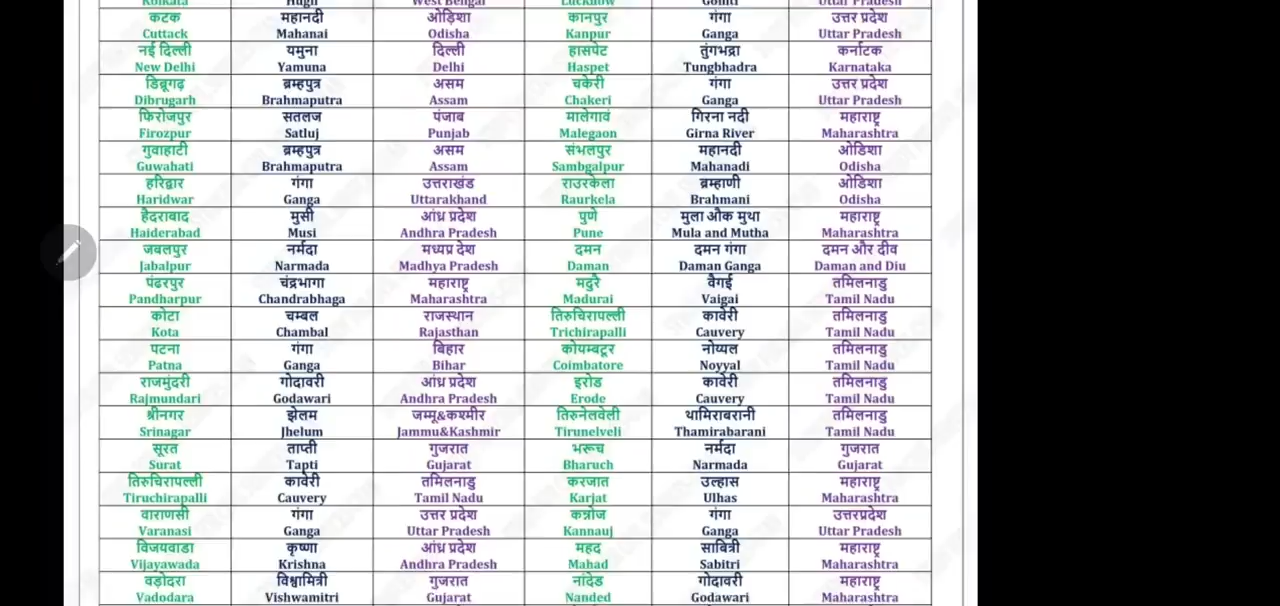 Kolkata Hugli West Bengal Lucknow Gomti Uttar Pradesh
कटक महानदी ओड़िशा कानपुर गंगा उत्तर प्रदेश
Cuttack Mahanai Odisha Kanpur Ganga Uttar Pradesh
नई दिल्ली यमुना दिल्ली हासपेट तुंगभद्रा कर्नाटक
New Delhi Yamuna Delhi Haspet Tungbhadra Karnataka
डिब्रूगढ़ ब्रम्हपुत्र असम चकेरी गंगा उत्तर प्रदेश
Dibrugarh Brahmaputra Assam Chakeri Ganga Uttar Pradesh
फिरोजपुर सतलज पंजाब मालेगावं गिरना नदी महाराष्ट्र
Firozpur Satluj Punjab Malegaon Girna River Maharashtra
गुवाहाटी ब्रम्हपुत्र असम संभलपुर महानदी ओडिशा
Guwahati Brahmaputra Assam Sambgalpur Mahanadi Odisha
हरिद्वार गंगा उत्तराखंड राउरकेला ब्रम्हाणी ओडिशा
Haridwar Ganga Uttarakhand Raurkela Brahmani Odisha
हैदराबाद मुसी आंध्र प्रदेश पुणे मुला औक मुथा महाराष्ट्र
Haiderabad Musi Andhra Pradesh Pune Mula and Mutha Maharashtra
जबलपुर नर्मदा मध्यप्र देश दमन दमन गंगा दमन और दीव
Jabalpur Narmada Madhya Pradesh Daman Daman Ganga Daman and Diu
पंढरपुर चंद्रभागा महाराष्ट्र मदुरै वैगई तमिलनाडु
Pandharpur Chandrabhaga Maharashtra Madurai Vaigai Tamil Nadu
कोटा चम्बल राजस्थान तिरुचिरापल्ली कावेरी तमिलनाडु
Kota Chambal Rajasthan Trichirapalli Cauvery Tamil Nadu
पटना गंगा बिहार कोयम्बटूर नोय्यल तमिलनाडु
Patna Ganga Bihar Coimbatore Noyyal Tamil Nadu
राजमुंदरी गोदावरी आंध्र प्रदेश इरोड कावेरी तमिलनाडु
Rajmundari Godawari Andhra Pradesh Erode Cauvery Tamil Nadu
श्रीनगर झेलम जम्मू&कश्मीर तिरुनेलवेली थामिराबरानी तमिलनाडु
Srinagar Jhelum Jammu&Kashmir Tirunelveli Thamirabarani Tamil Nadu
सूरत ताप्ती गुजरात भरूच नर्मदा गुजरात
Surat Tapti Gujarat Bharuch Narmada Gujarat
तिरुचिरापल्ली कावेरी तमिलनाडु करजात उल्हास महाराष्ट्र
Tiruchirapalli Cauvery Tamil Nadu Karjat Ulhas Maharashtra
वाराणसी गंगा उत्तर प्रदेश कन्नोज गंगा उत्तरप्रदेश
Varanasi Ganga Uttar Pradesh Kannauj Ganga Uttar Pradesh
विजयवाडा कृष्णा आंध्र प्रदेश महद सावित्री महाराष्ट्र
Vijayawada Krishna Andhra Pradesh Mahad Sabitri Maharashtra
वड़ोदरा विश्वामित्री गुजरात नांदेड गोदावरी महाराष्ट्र
Vadodara Vishwamitri Gujarat Nanded Godawari Maharashtra